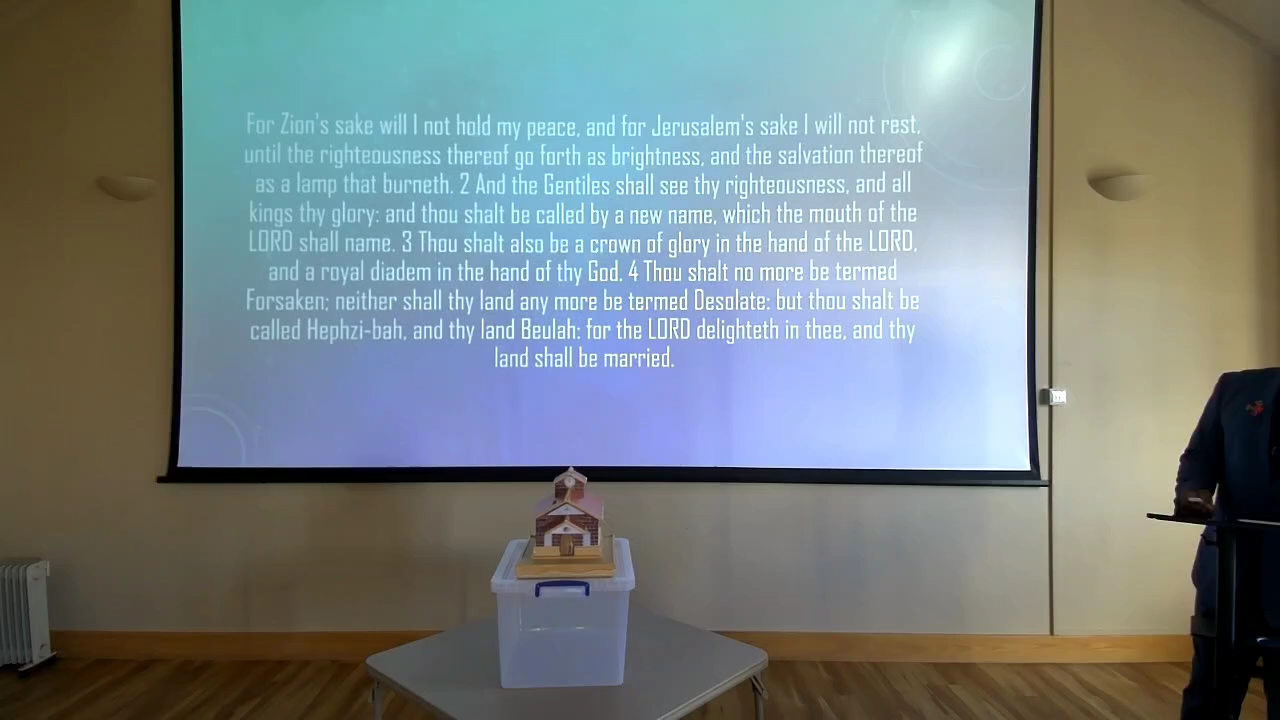 For Zion's sake will I not hold my peace, and for Jerusalem's sake I will not rest,
until the righteousness thereof go forth as brightness, and the salvation thereof
as a lamp that burneth. 2 And the Gentiles shall see thy righteousness, and all
kings thy glory: and thou shalt be called by a new name, which the mouth of the
LORD shall name. 3 Thou shalt also be a crown of glory in the hand of the LORD,
and a royal diadem in the hand of thy God. 4 Thou shalt no more be termed
Forsaken; neither shall thy land any more be termed Desolate: but thou shalt be
called Hephzi-bah, and thy land Beulah: for the LORD delighteth in thee, and thy
land shall be married.